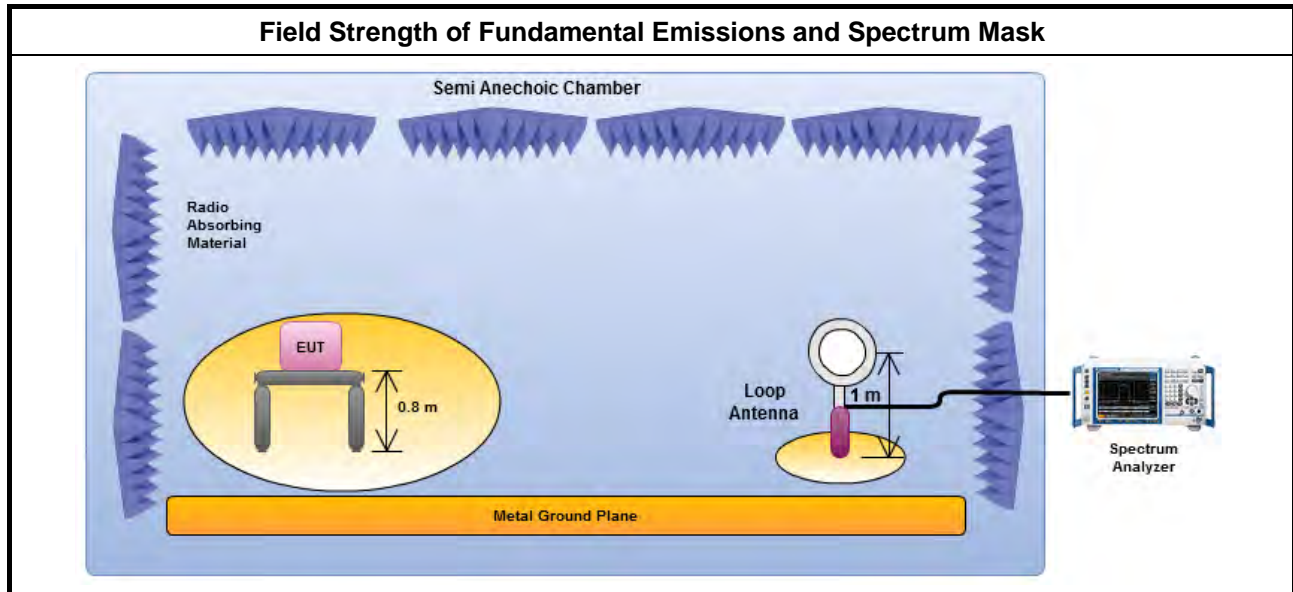 Field Strength of Fundamental Emissions and Spectrum Mask
Semi Anechoic Chamber
Radio
Absorbing
Material
EUT
0.8 m
Loop
Antenna
1 m
Spectrum
Analyzer
Metal Ground Plane